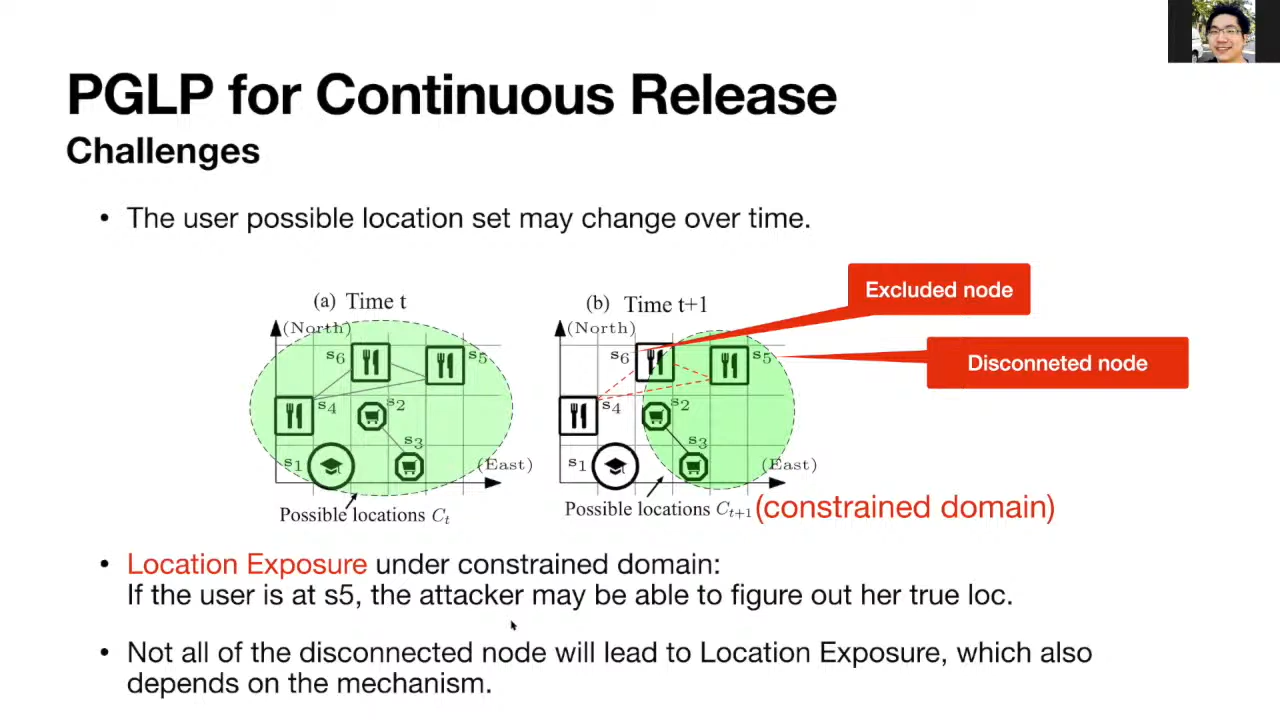 PGLP for Continuous Release
Challenges
• The user possible location set may change over time.
Excluded node
Disconneted node
(a) Time t
(North)
s6
s5
s4
s2
s3
s1
(East)
Possible locations Ct
(b) Time t+1
(North)
s6
s5
s4
s2
s3
s1
(East)
Possible locations Ct+1 (constrained domain)
• Location Exposure under constrained domain:
If the user is at s5, the attacker may be able to figure out her true loc.
• Not all of the disconnected node will lead to Location Exposure, which also
depends on the mechanism.